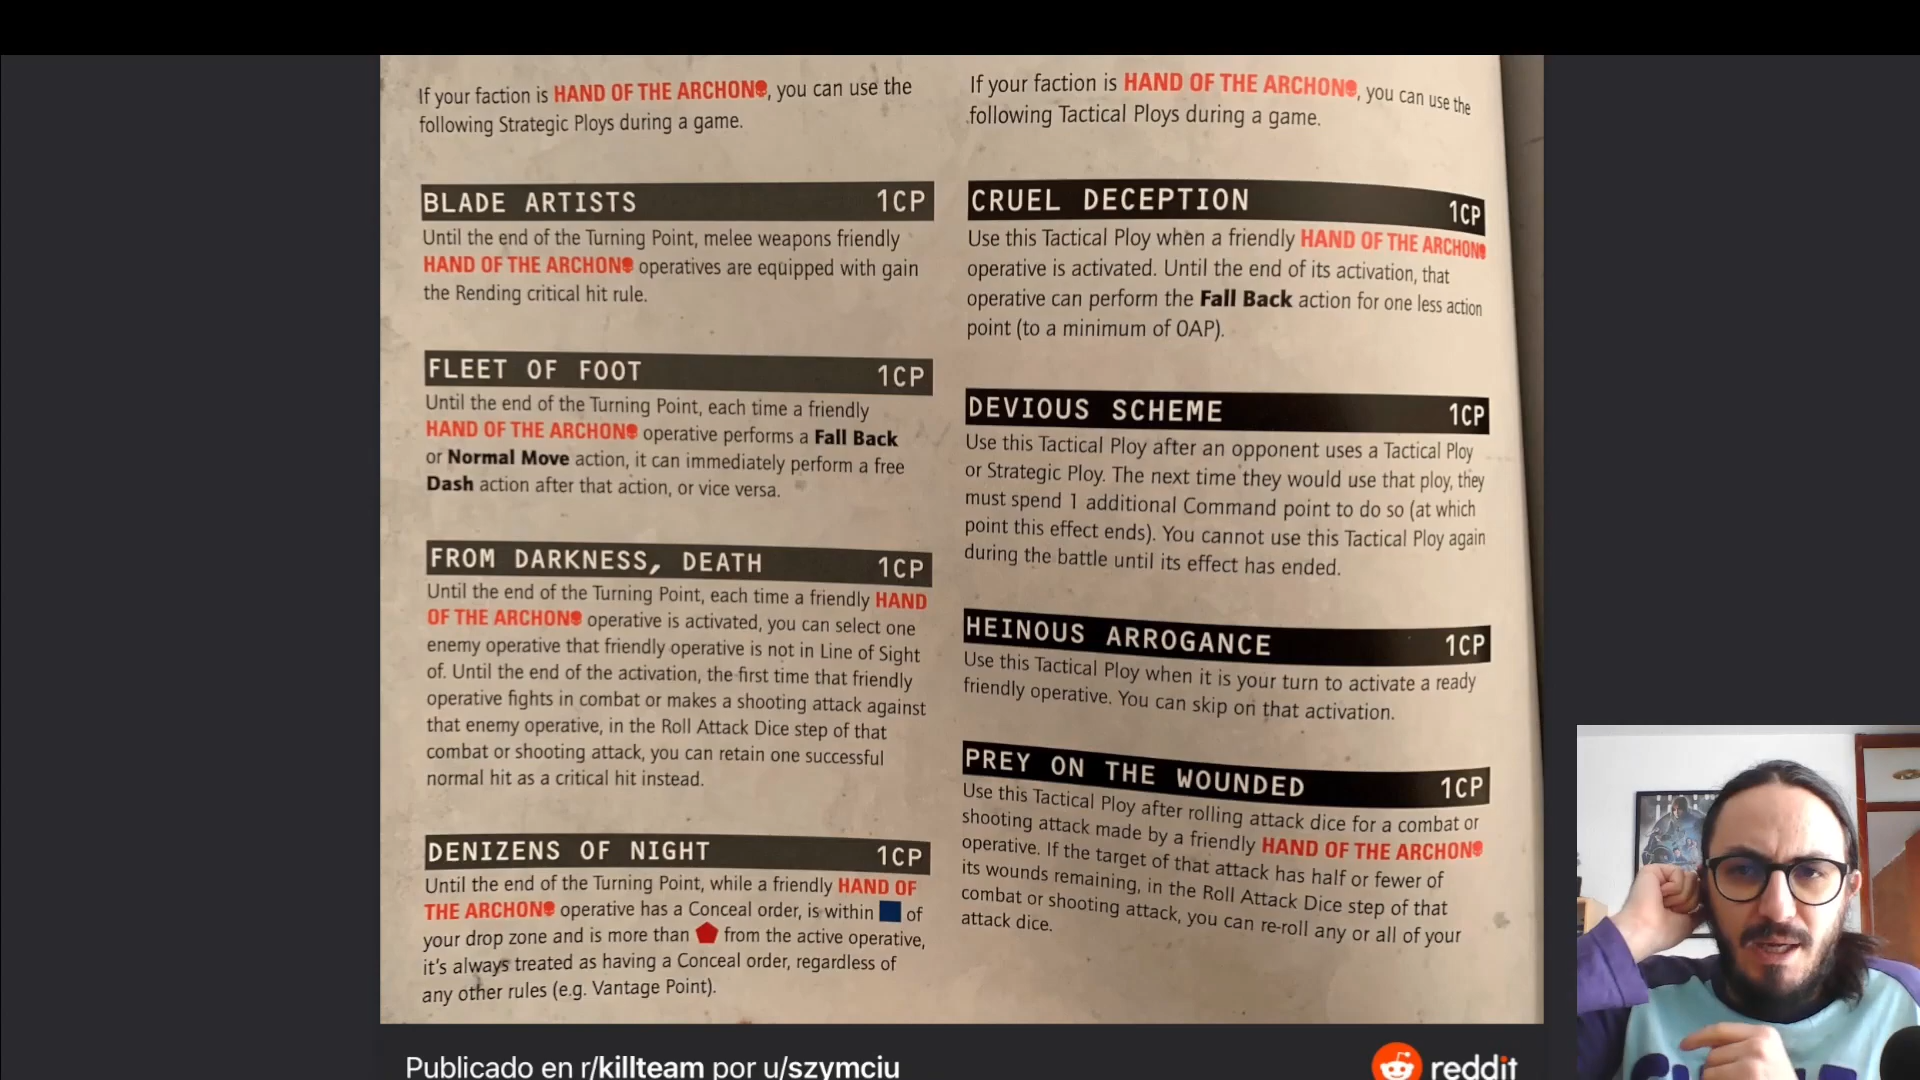 If your faction is HAND OF THE ARCHON, you can use the
following Strategic Ploys during a game.
BLADE ARTISTS 1CP
Until the end of the Turning Point, melee weapons friendly
HAND OF THE ARCHON operatives are equipped with gain
the Rending critical hit rule.
FLEET OF FOOT 1CP
Until the end of the Turning Point, each time a friendly
HAND OF THE ARCHON operative performs a Fall Back
or Normal Move action, it can immediately perform a free
Dash action after that action, or vice versa.
FROM DARKNESS, DEATH 1CP
Until the end of the Turning Point, each time a friendly HAND
OF THE ARCHON operative is activated, you can select one
enemy operative that friendly operative is not in Line of Sight
of. Until the end of the activation, the first time that friendly
operative fights in combat or makes a shooting attack against
that enemy operative, in the Roll Attack Dice step of that
combat or shooting attack, you can retain one successful
normal hit as a critical hit instead.
DENIZENS OF NIGHT 1CP
Until the end of the Turning Point, while a friendly HAND OF
THE ARCHON operative has a Conceal order, is within of
your drop zone and is more than from the active operative,
it's always treated as having a Conceal order, regardless of
any other rules (e.g. Vantage Point).
If your faction is HAND OF THE ARCHON, you can use the
following Tactical Ploys during a game.
CRUEL DECEPTION 1CP
Use this Tactical Ploy when a friendly HAND OF THE ARCHON
operative is activated. Until the end of its activation, that
operative can perform the Fall Back action for one less action
point (to a minimum of 0AP).
DEVIOUS SCHEME 1CP
Use this Tactical Ploy after an opponent uses a Tactical Ploy
or Strategic Ploy. The next time they would use that ploy, they
must spend 1 additional Command point to do so (at which
point this effect ends). You cannot use this Tactical Ploy again
during the battle until its effect has ended.
HEINOUS ARROGANCE 1CP
Use this Tactical Ploy when it is your turn to activate a ready
friendly operative. You can skip on that activation.
PREY ON THE WOUNDED 1CP
Use this Tactical Ploy after rolling attack dice for a combat or
shooting attack made by a friendly HAND OF THE ARCHON
operative. If the target of that attack has half or fewer of
its wounds remaining, in the Roll Attack Dice step of that
combat or shooting attack, you can re-roll any or all of your
attack dice.
Publicado en r/killteam por u/szymciu
reddit